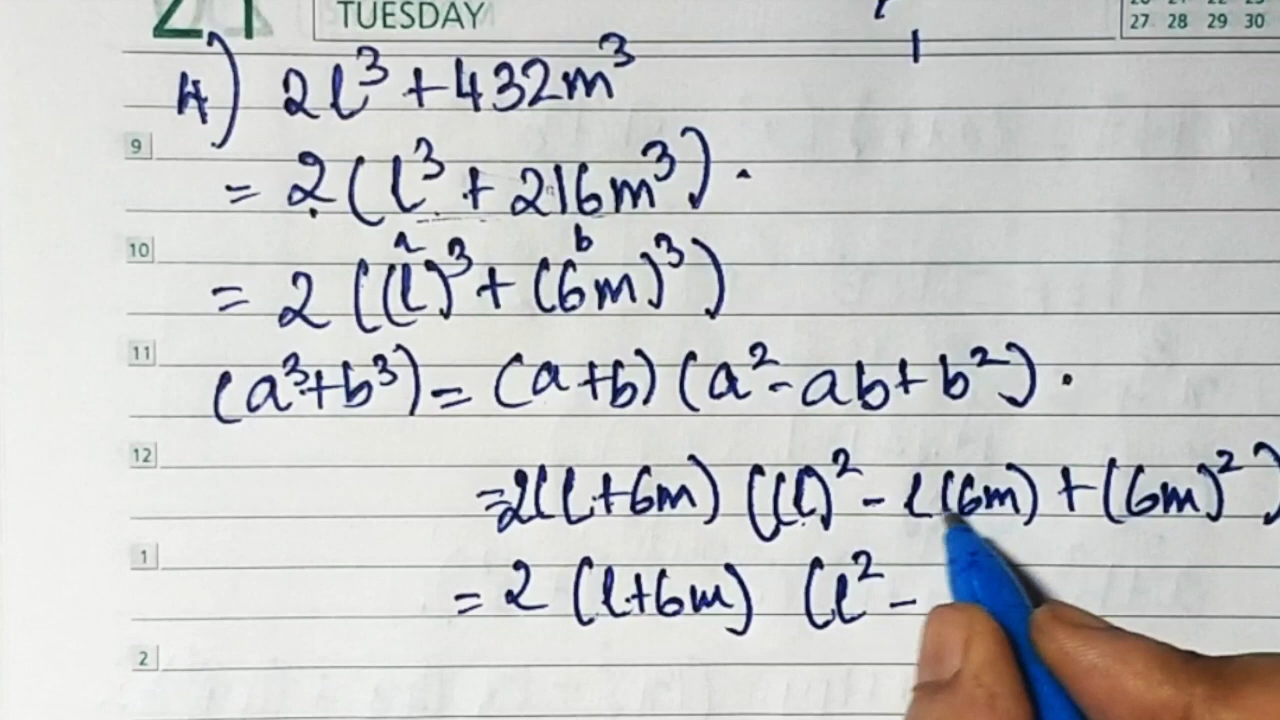 TUESDAY
27 28 29 30
4) 2l³ + 432m³
9
= 2(l³ + 216m³).
10
a b
= 2((l)³ + (6m)³)
11
(a³+b³) = (a+b)(a²-ab+b²).
12
=2(l+6m) ((l)² - l(6m) + (6m)²)
1
= 2 (l+6m) (l² -
2